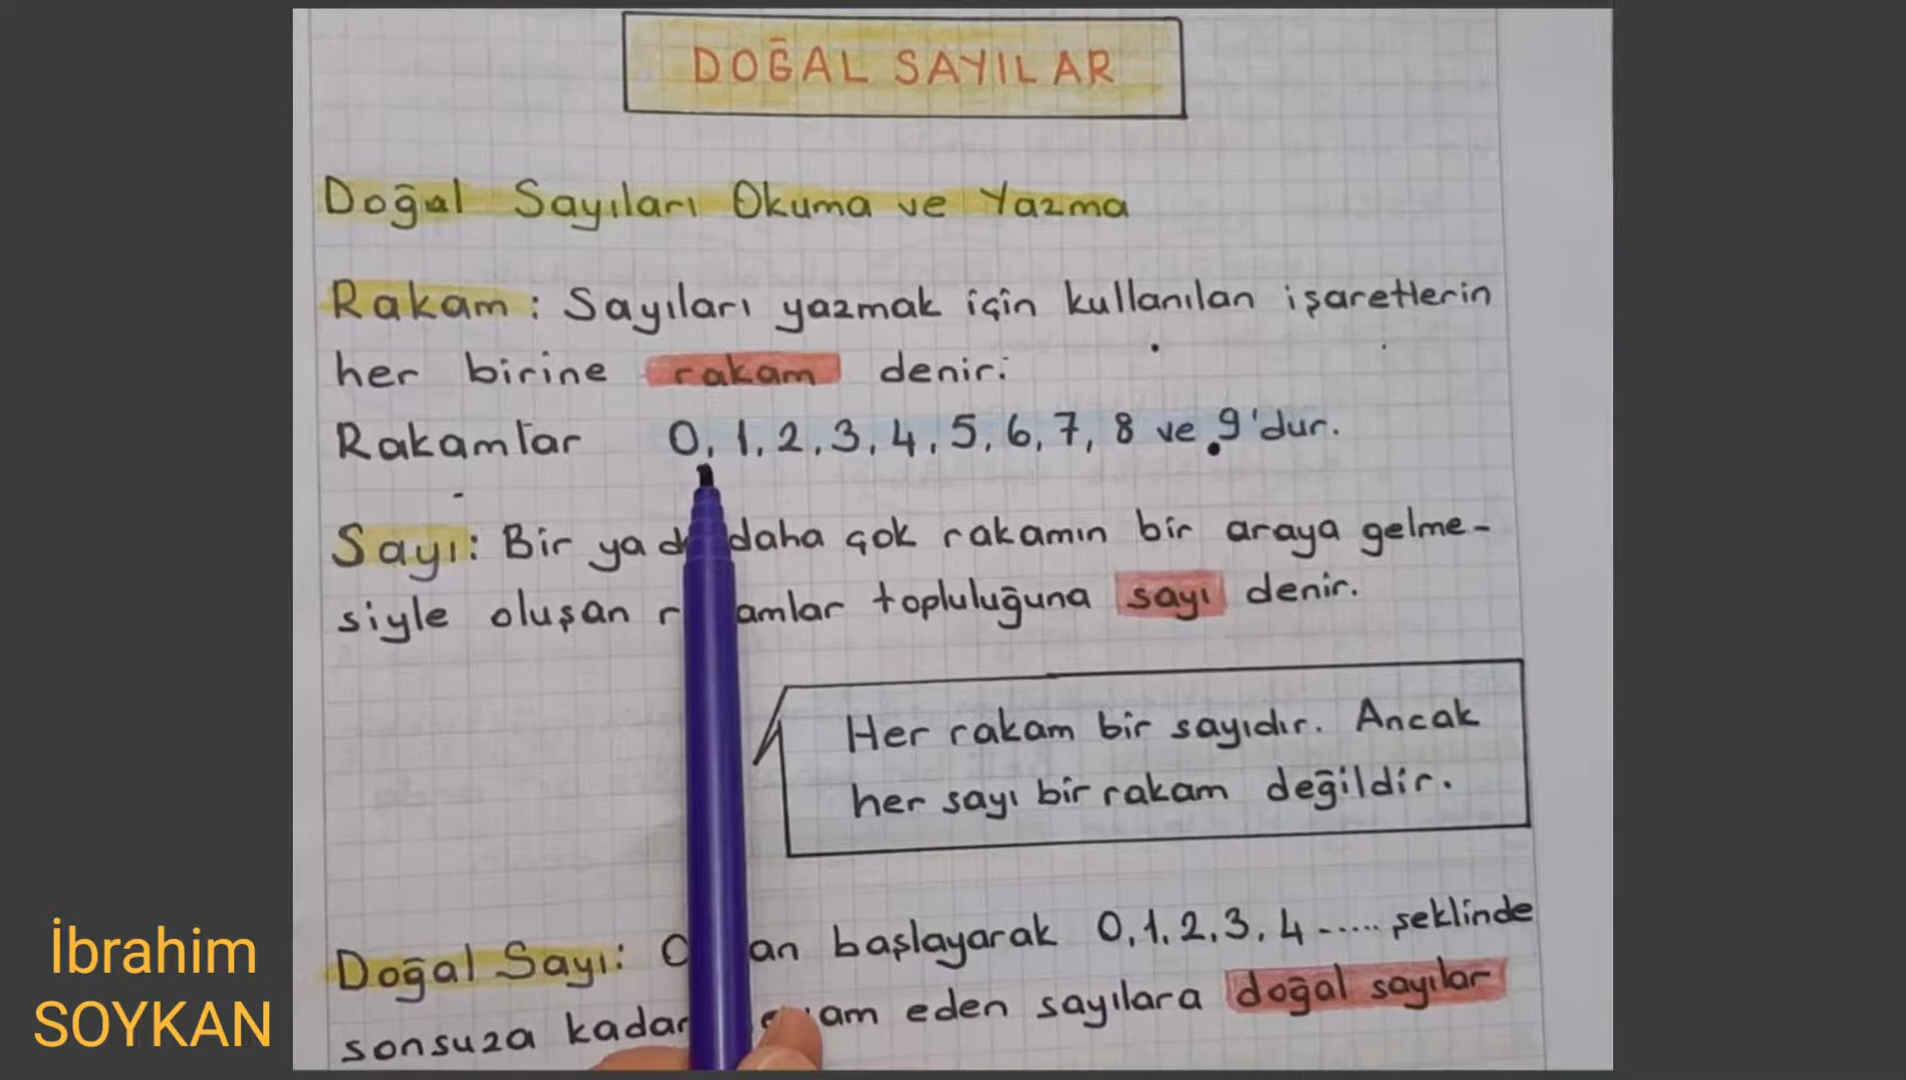 DOĞAL SAYILAR
Doğal Sayıları Okuma ve Yazma
Rakam: Sayıları yazmak için kullanılan işaretlerin
her birine rakam denir.
Rakamlar 0, 1, 2, 3, 4, 5, 6, 7, 8 ve 9'dur.
Sayı: Bir ya daha çok rakamın bir araya gelme-
siyle oluşan topluluğuna sayı denir.
Her rakam bir sayıdır. Ancak
her sayı bir rakam değildir.
Doğal Sayı: başlayarak 0, 1, 2, 3, 4 ...... şeklinde
sonsuza kadar eden sayılara doğal sayılar
İbrahim
SOYKAN